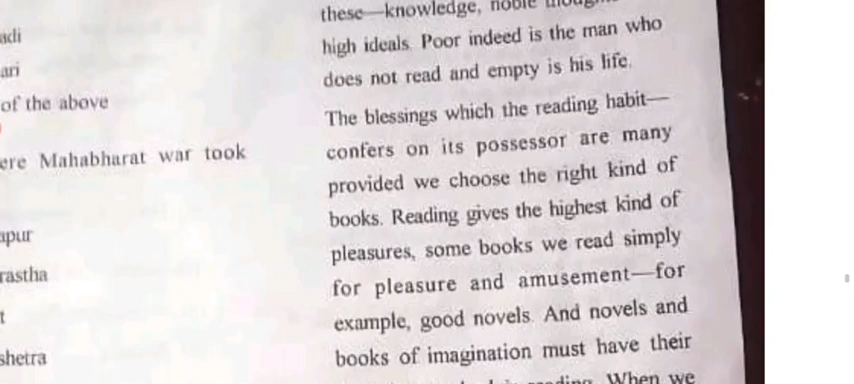 adi
ari
of the above
ere Mahabharat war took
apur
rastha
t
shetra
these—knowledge, noble
high ideals. Poor indeed is the man who
does not read and empty is his life.
The blessings which the reading habit—
confers on its possessor are many
provided we choose the right kind of
books. Reading gives the highest kind of
pleasures, some books we read simply
for pleasure and amusement—for
example, good novels. And novels and
books of imagination must have their
When we